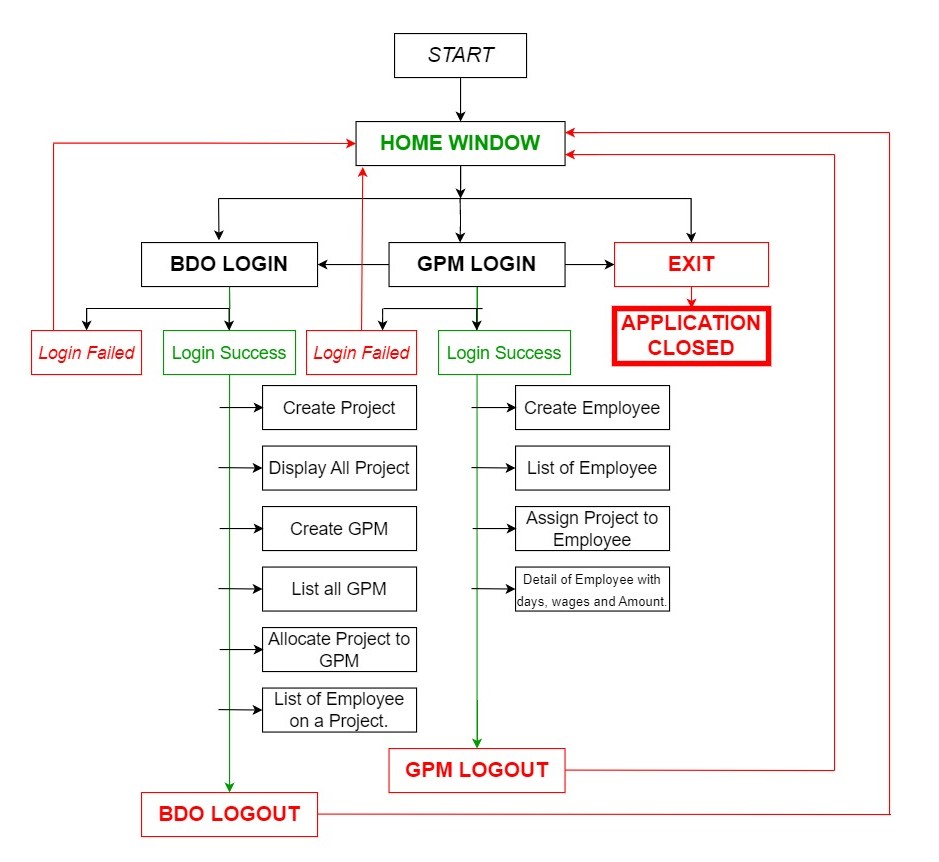 START
HOME WINDOW
BDO LOGIN
GPM LOGIN
EXIT
APPLICATION
CLOSED
Login Failed
Login Success
Login Failed
Login Success
Create Project
Display All Project
Create GPM
List all GPM
Allocate Project to
GPM
List of Employee
on a Project.
Create Employee
List of Employee
Assign Project to
Employee
Detail of Employee with
days, wages and Amount.
GPM LOGOUT
BDO LOGOUT